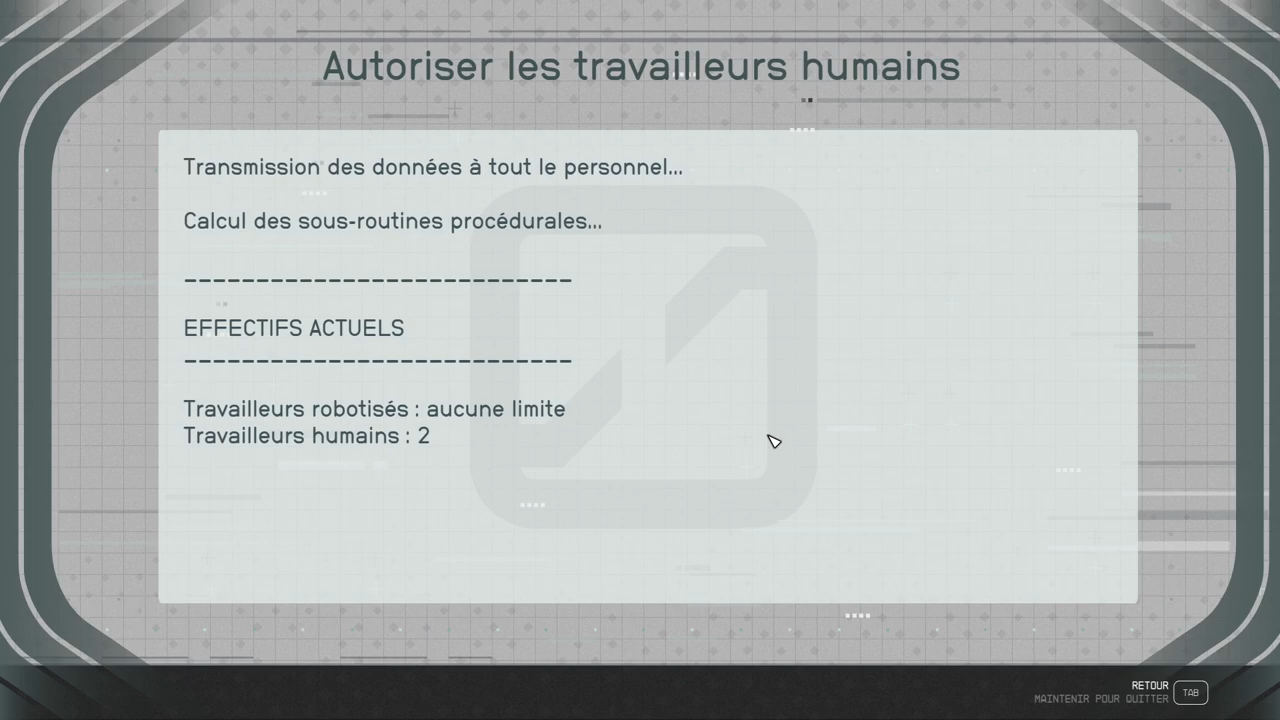 Autoriser les travailleurs humains
Transmission des données à tout le personnel...
Calcul des sous-routines procédurales...
---------------------------
EFFECTIFS ACTUELS
---------------------------
Travailleurs robotisés : aucune limite
Travailleurs humains : 2
RETOUR
MAINTENIR POUR QUITTER
TAB